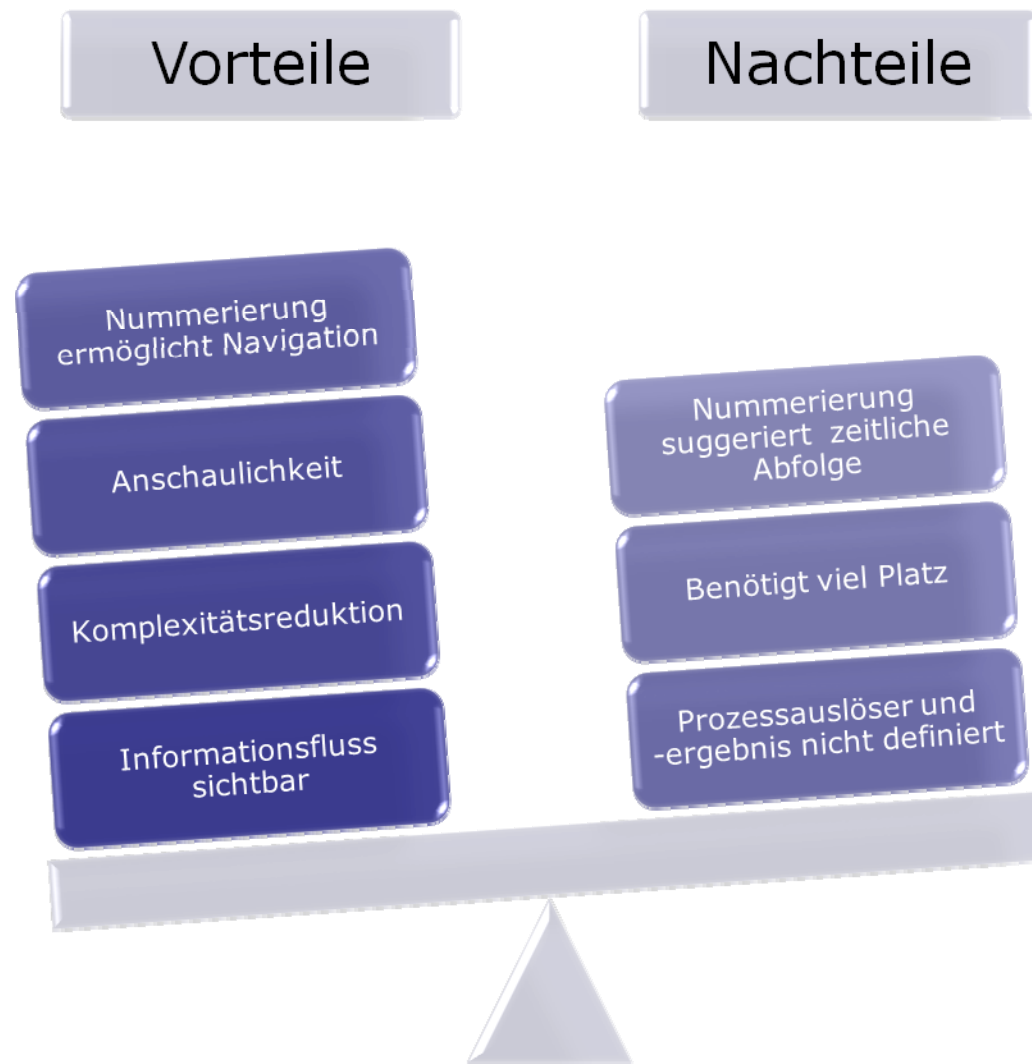 Vorteile
Nachteile
Nummerierung
ermöglicht Navigation
Anschaulichkeit
Komplexitätsreduktion
Informationsfluss
sichtbar
Nummerierung
suggeriert zeitliche
Abfolge
Benötigt viel Platz
Prozessauslöser und
-ergebnis nicht definiert